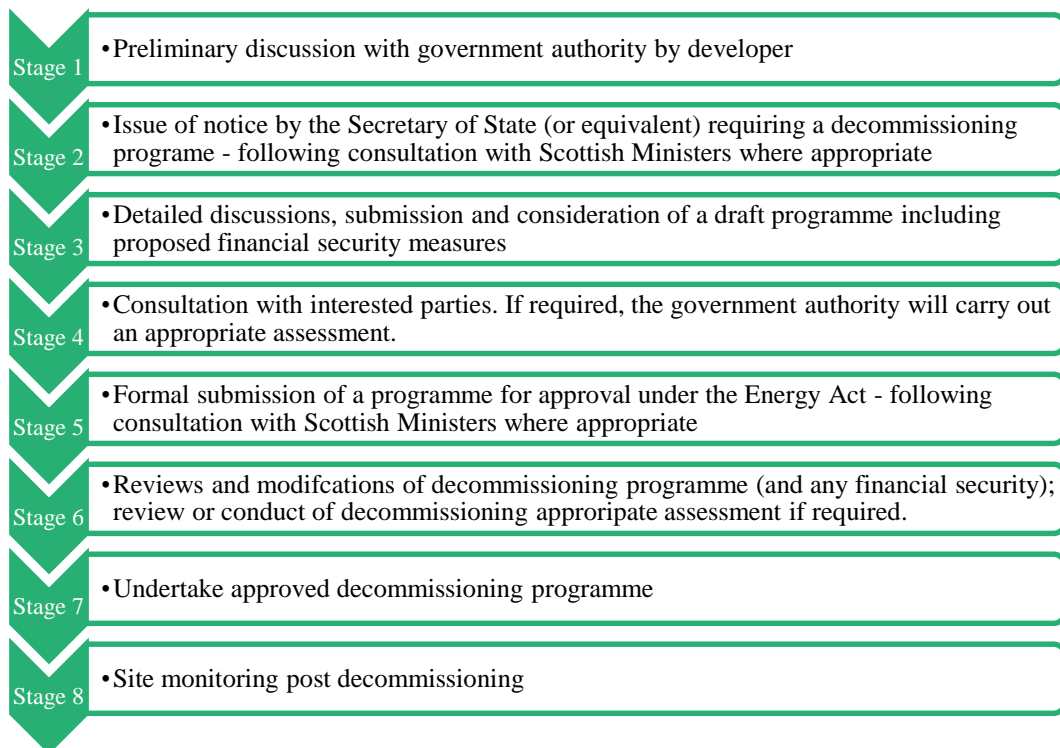 Stage 1
•Preliminary discussion with government authority by developer
Stage 2
•Issue of notice by the Secretary of State (or equivalent) requiring a decommissioning
programe - following consultation with Scottish Ministers where appropriate
Stage 3
•Detailed discussions, submission and consideration of a draft programme including
proposed financial security measures
Stage 4
•Consultation with interested parties. If required, the government authority will carry out
an appropriate assessment.
Stage 5
•Formal submission of a programme for approval under the Energy Act - following
consultation with Scottish Ministers where appropriate
Stage 6
•Reviews and modifcations of decommissioning programme (and any financial security);
review or conduct of decommissioning approripate assessment if required.
Stage 7
•Undertake approved decommissioning programme
Stage 8
•Site monitoring post decommissioning